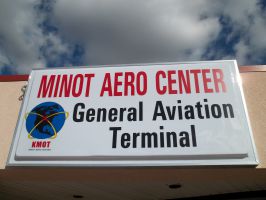 MINOT AERO CENTER
General Aviation
Terminal
KMOT